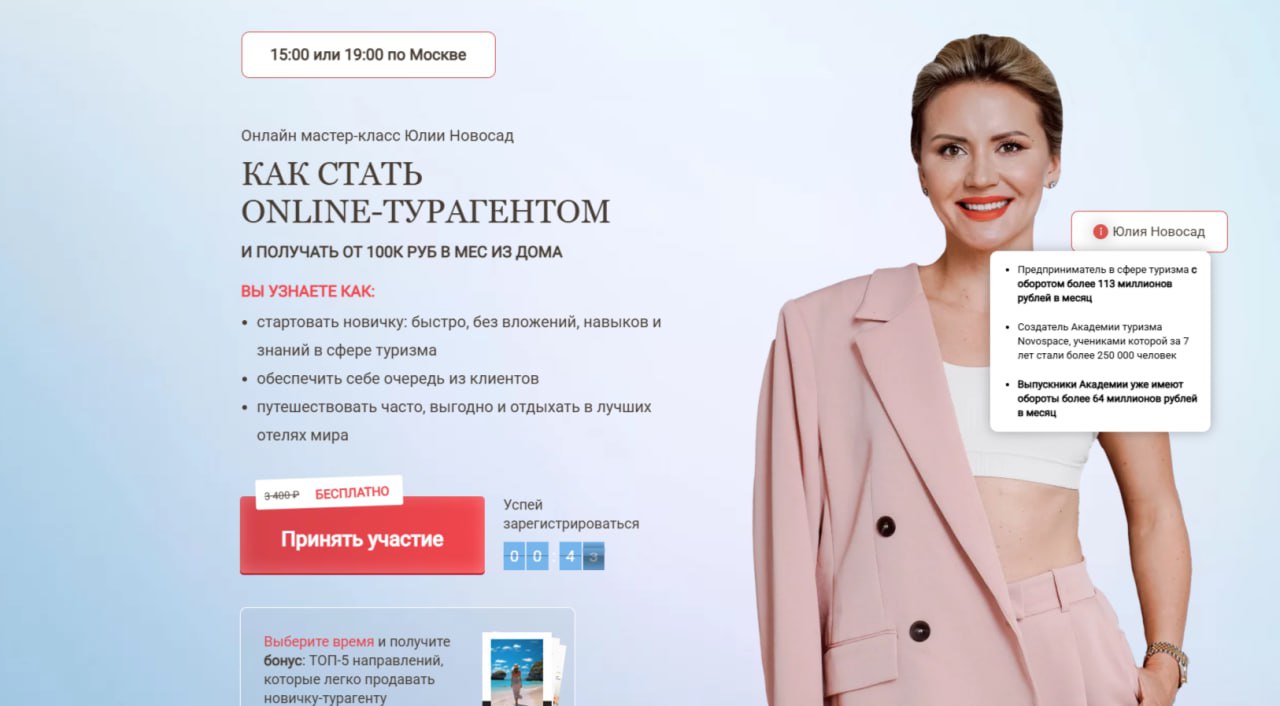 15:00 или 19:00 по Москве
Онлайн мастер-класс Юлии Новосад
КАК СТАТЬ
ONLINE-ТУРАГЕНТОМ
И ПОЛУЧАТЬ ОТ 100К РУБ В МЕС ИЗ ДОМА
ВЫ УЗНАЕТЕ КАК:
• стартовать новичку: быстро, без вложений, навыков и
знаний в сфере туризма
• обеспечить себе очередь из клиентов
• путешествовать часто, выгодно и отдыхать в лучших
отелях мира
3 400 ₽ БЕСПЛАТНО
Принять участие
Успей
зарегистрироваться
00:43
Выберите время и получите
бонус: ТОП-5 направлений,
которые легко продавать
новичку-турагенту
i Юлия Новосад
• Предприниматель в сфере туризма с
оборотом более 113 миллионов
рублей в месяц
• Создатель Академии туризма
Novospace, учениками которой за 7
лет стали более 250 000 человек
• Выпускники Академии уже имеют
обороты более 64 миллионов рублей
в месяц